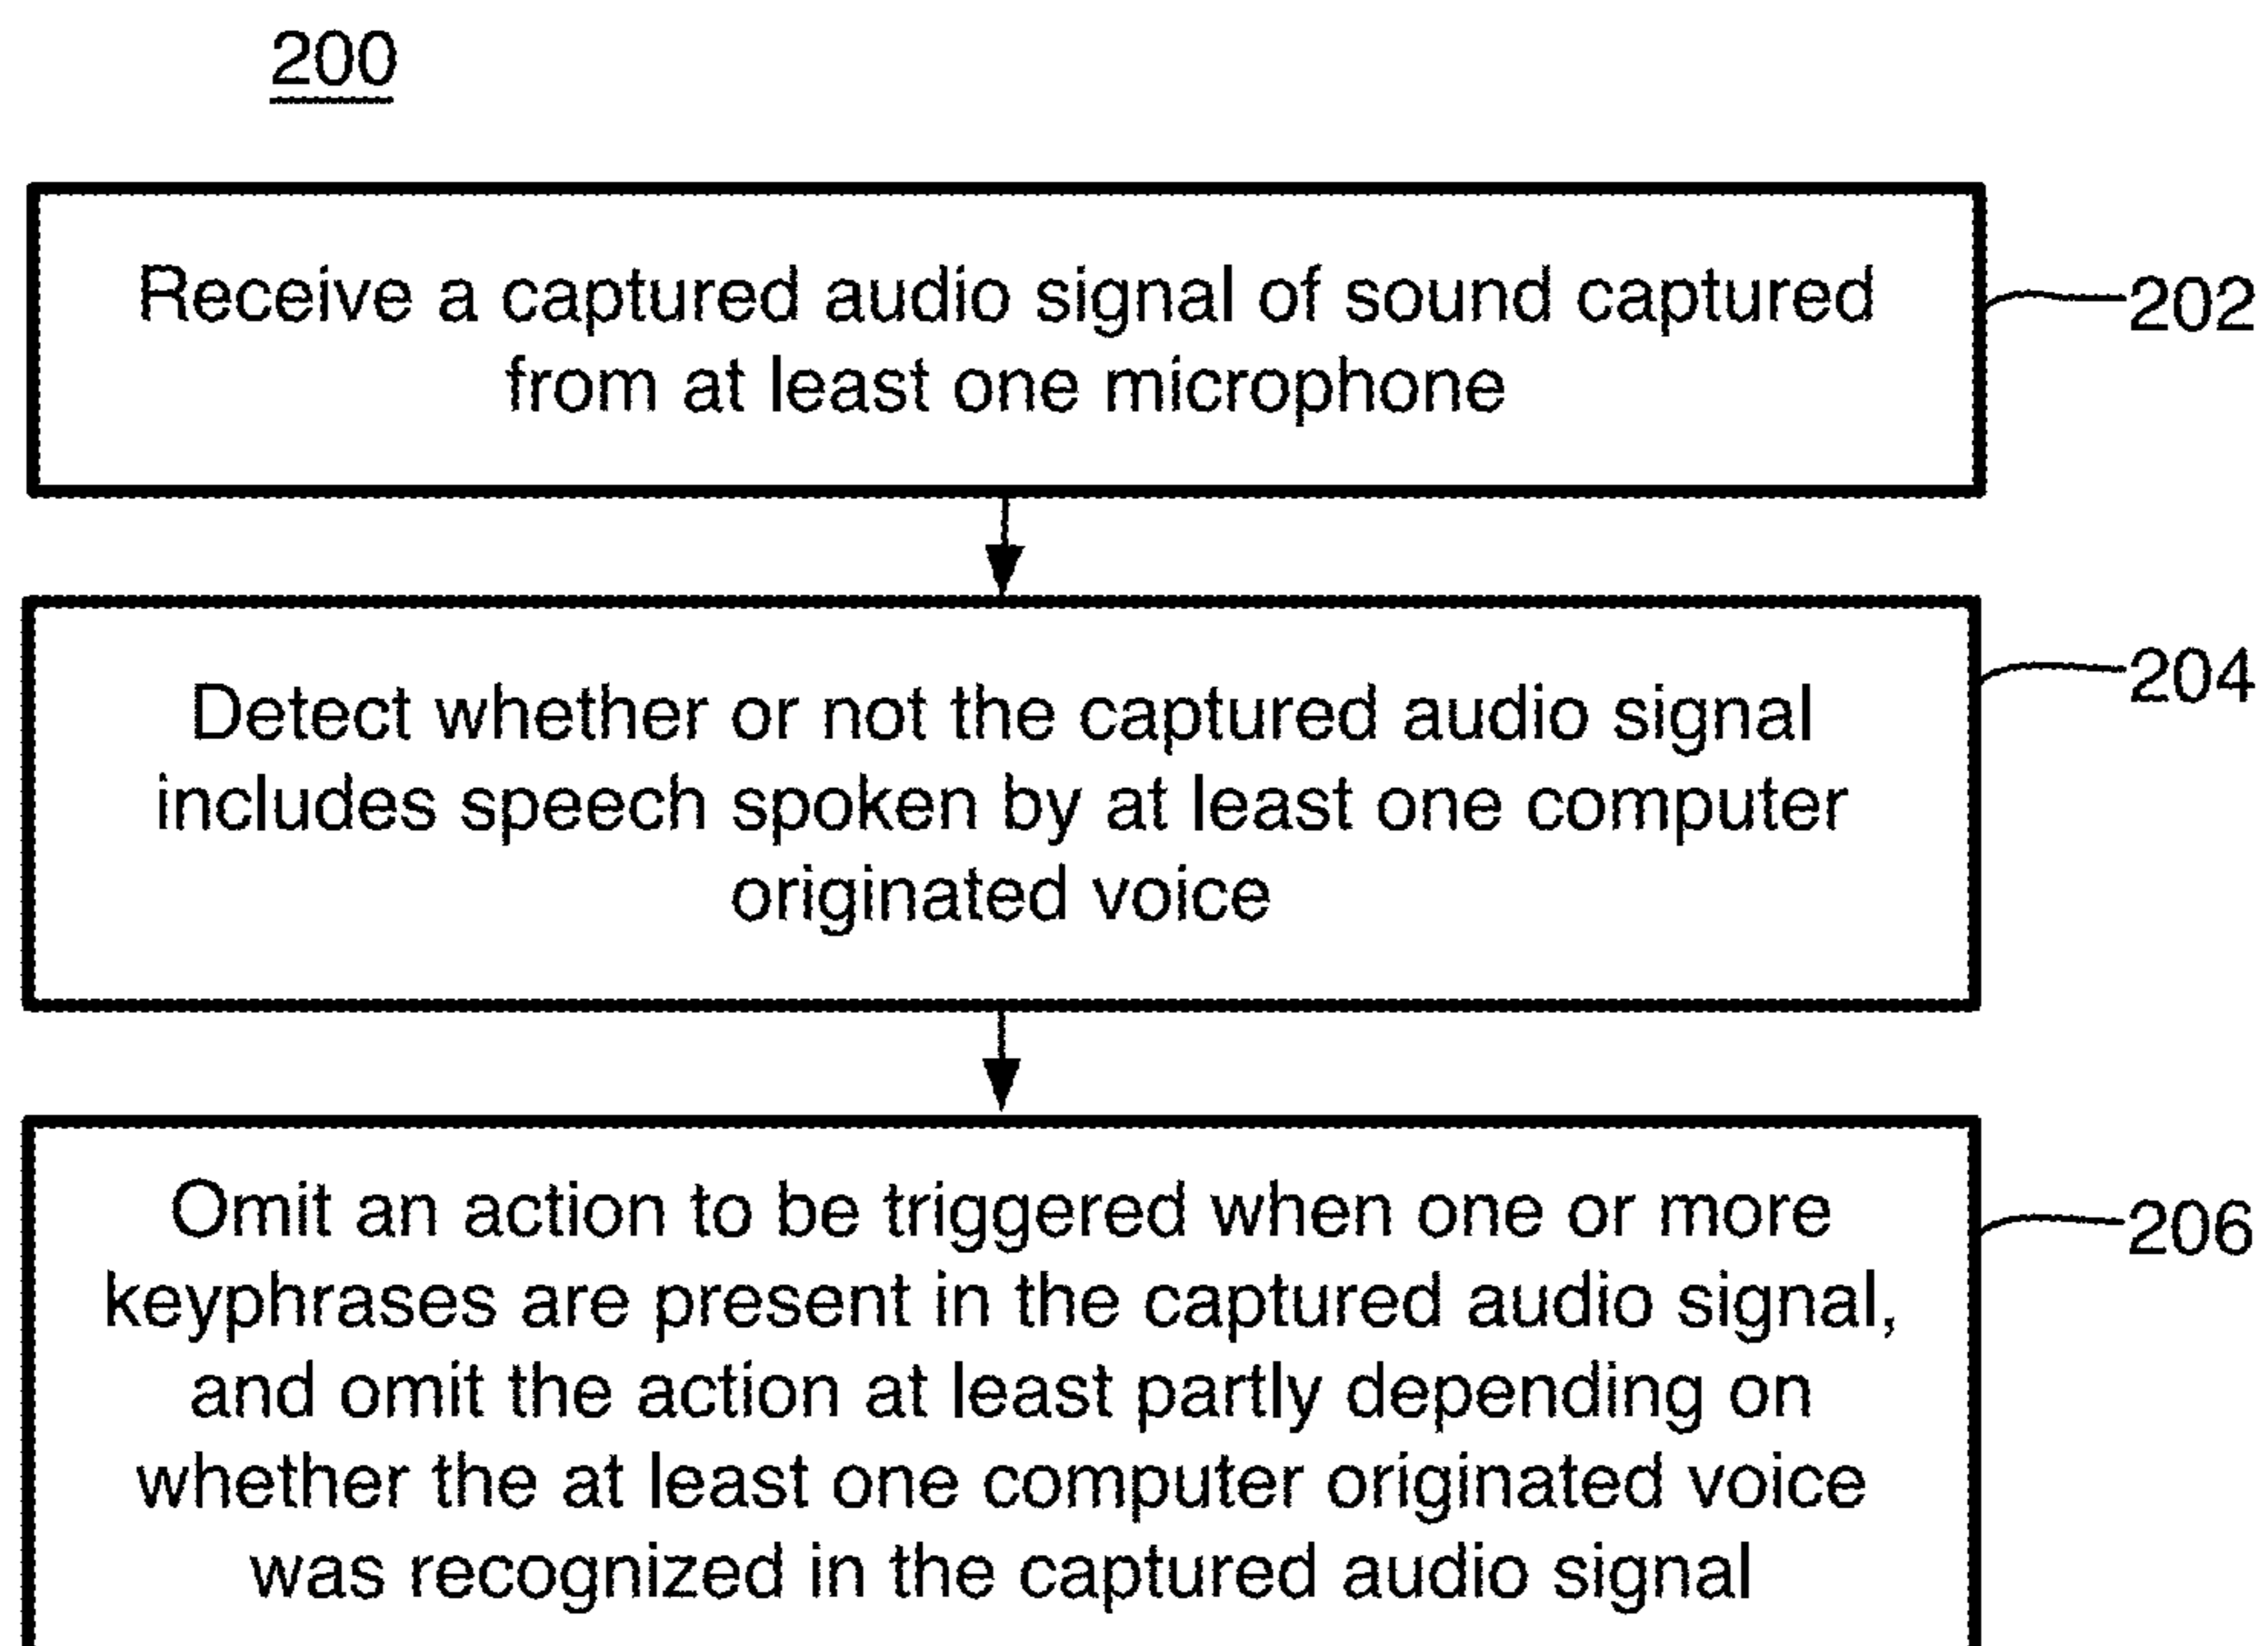 200
Receive a captured audio signal of sound captured
from at least one microphone
202
Detect whether or not the captured audio signal
includes speech spoken by at least one computer
originated voice
204
Omit an action to be triggered when one or more
keyphrases are present in the captured audio signal,
and omit the action at least partly depending on
whether the at least one computer originated voice
was recognized in the captured audio signal
206